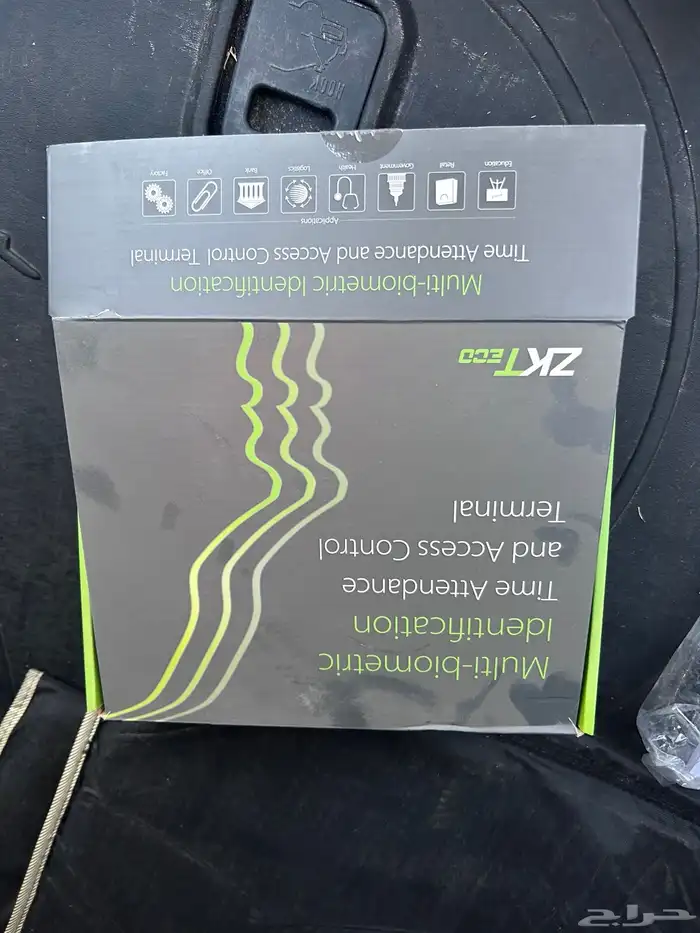 ZKTECO
Multi-biometric
Identification
Time Attendance
and Access Control
Terminal
Multi-biometric Identification
Time Attendance and Access Control Terminal
Applications
Education Retail Government Health Logistics Bank Office Factory
HOOK
حراج